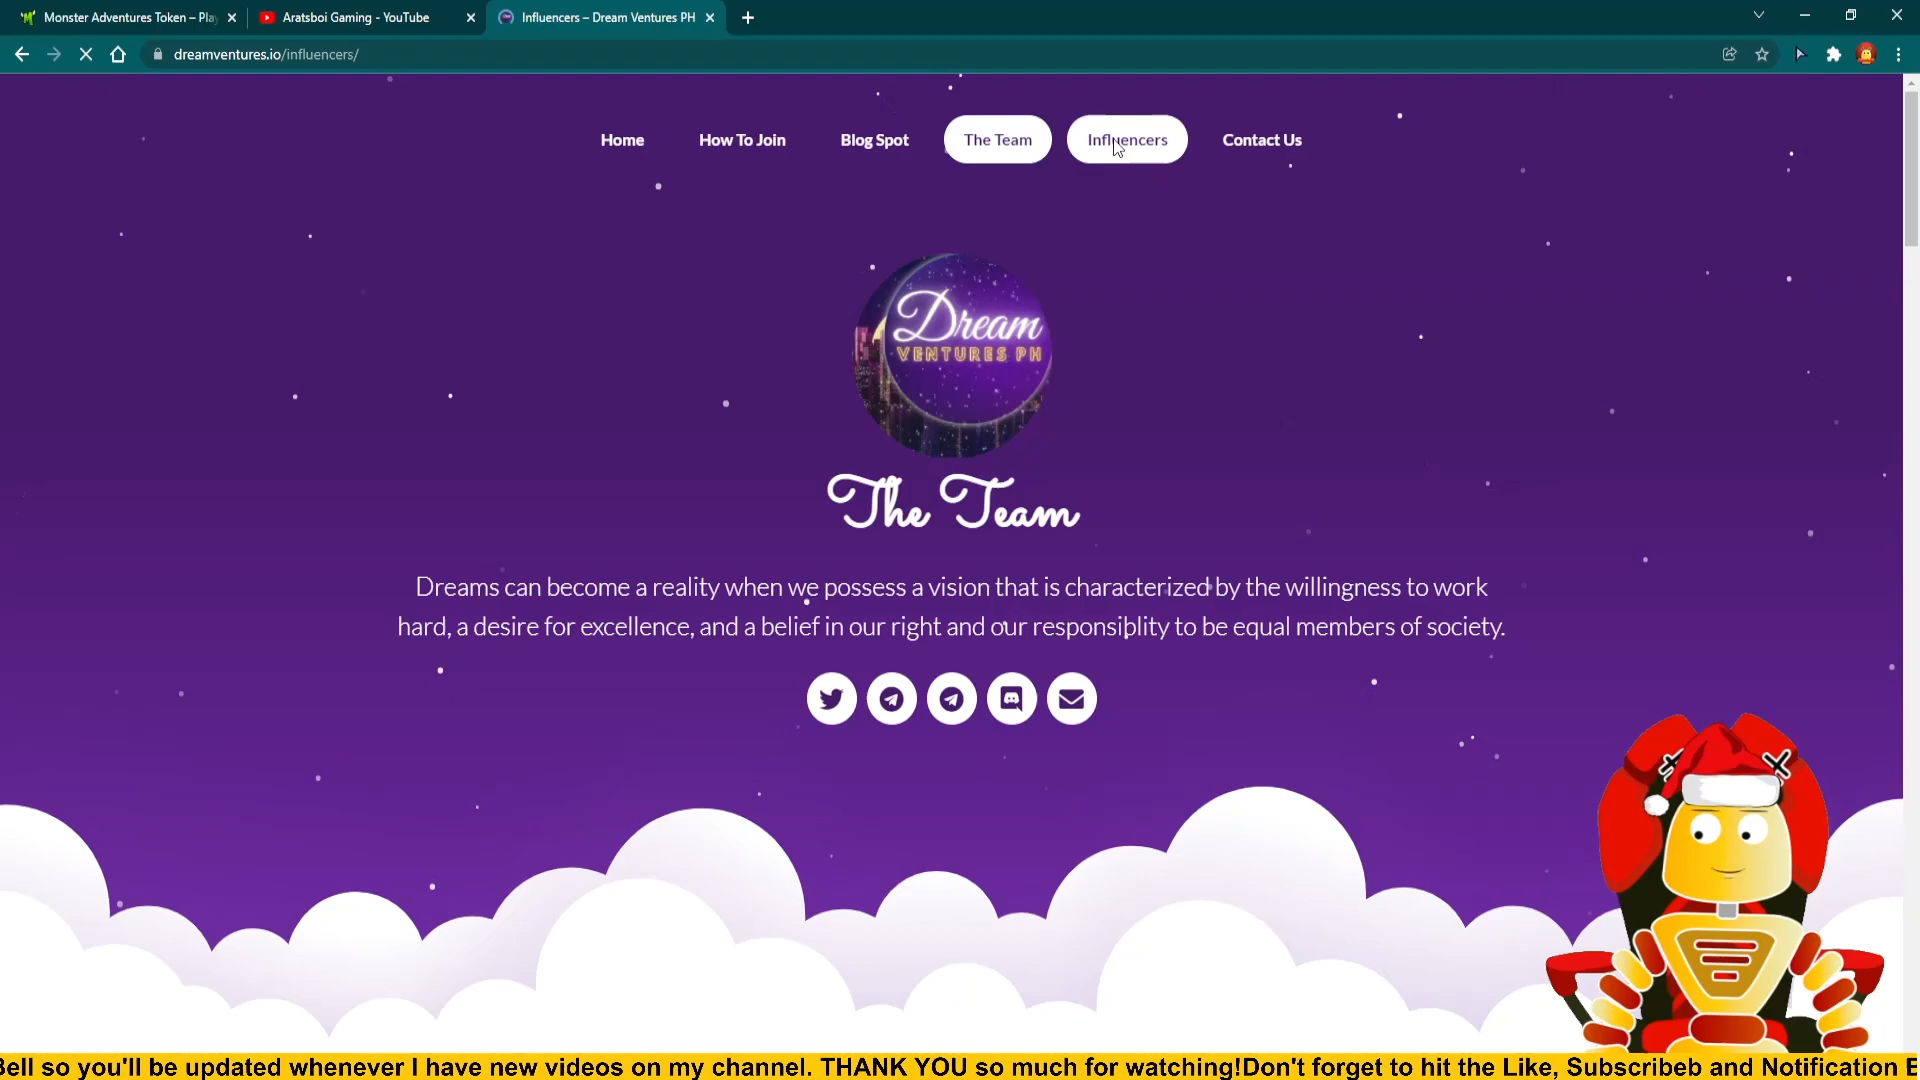 Monster Adventures Token – Pla
Aratsboi Gaming - YouTube
Influencers – Dream Ventures PH
dreamventures.io/influencers/
Home
How To Join
Blog Spot
The Team
Influencers
Contact Us
Dream
VENTURES PH
The Team
Dreams can become a reality when we possess a vision that is characterized by the willingness to work
hard, a desire for excellence, and a belief in our right and our responsiblity to be equal members of society.
Bell so you'll be updated whenever I have new videos on my channel. THANK YOU so much for watching!Don't forget to hit the Like, Subscribeb and Notification B